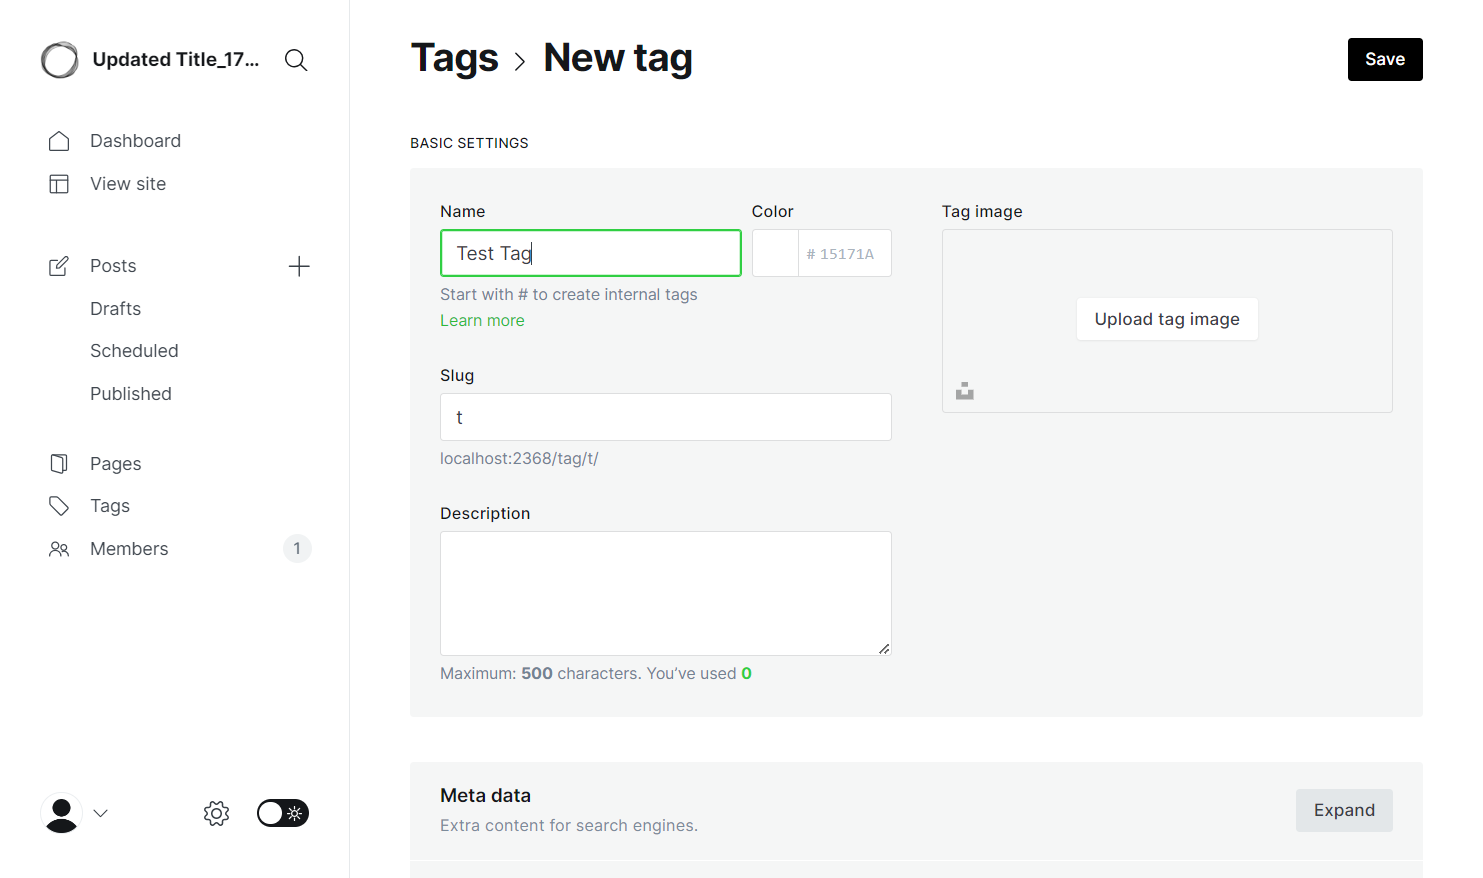 Updated Title_17...
Dashboard
View site
Posts
Drafts
Scheduled
Published
Pages
Tags
Members 1
Tags › New tag
Save
BASIC SETTINGS
Name
Test Tag
Start with # to create internal tags
Learn more
Color
# 15171A
Tag image
Upload tag image
Slug
t
localhost:2368/tag/t/
Description
Maximum: 500 characters. You’ve used 0
Meta data
Extra content for search engines.
Expand